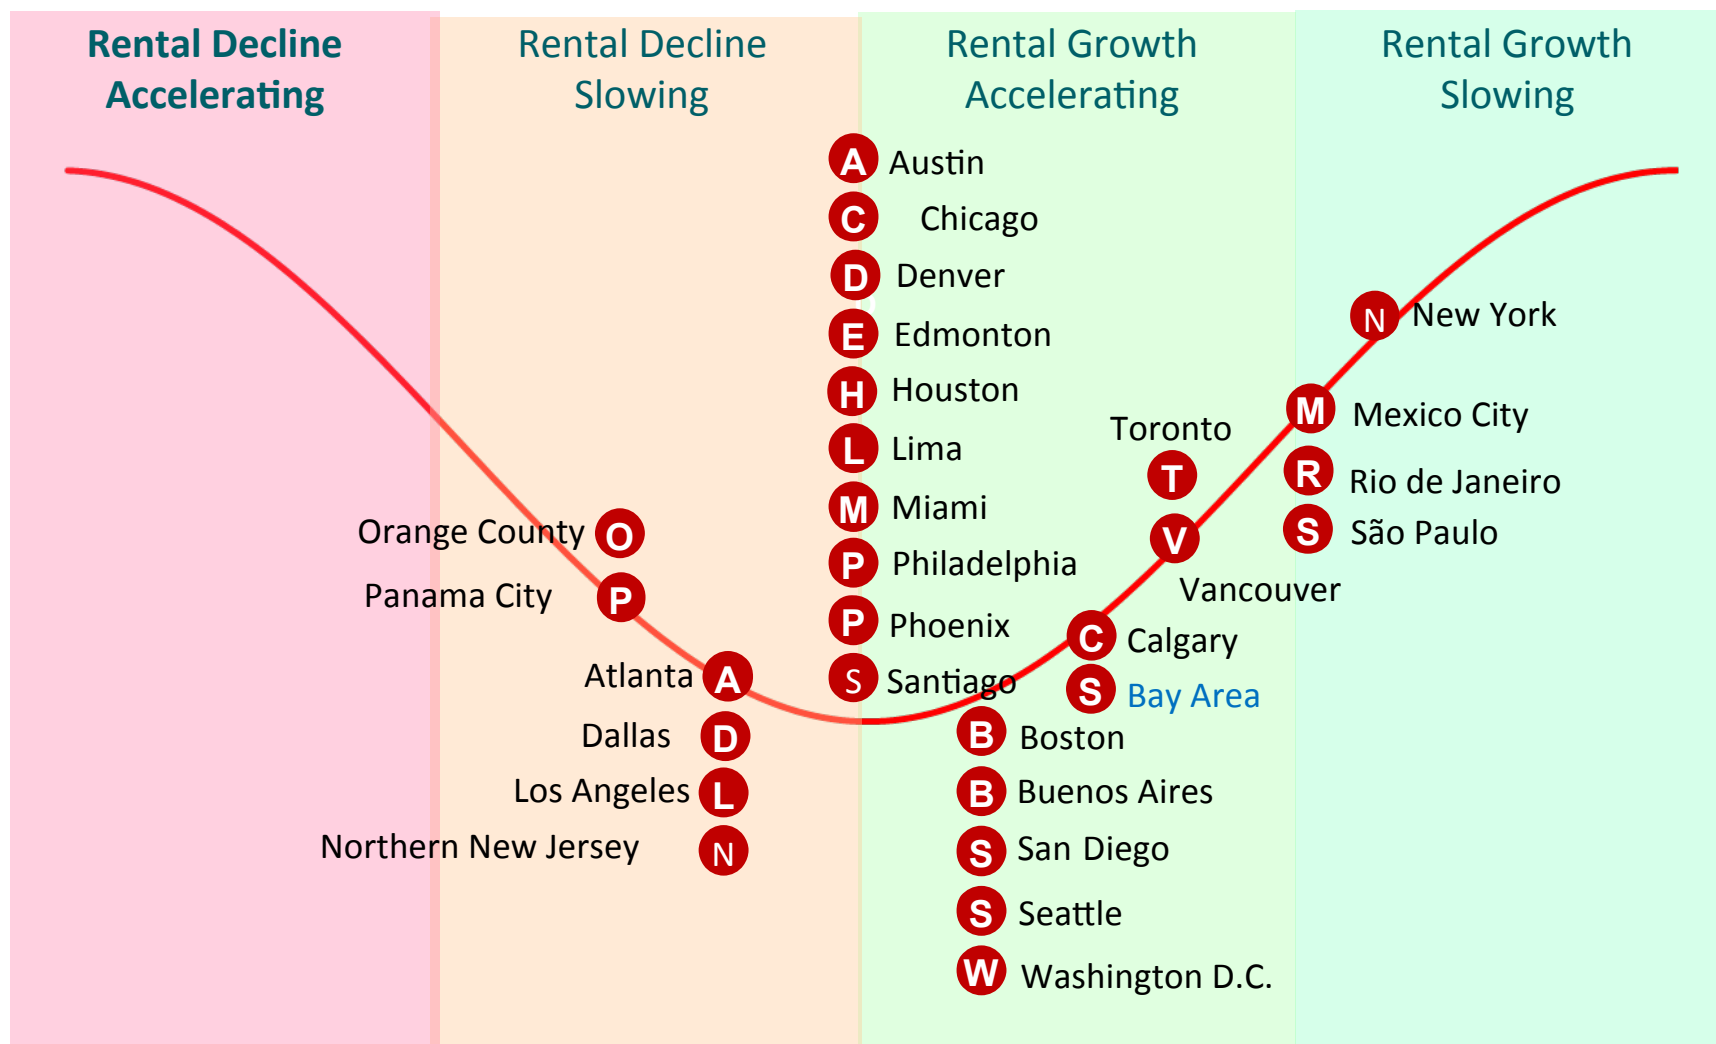 Rental Decline
Accelerating
Rental Decline
Slowing
Rental Growth
Accelerating
Rental Growth
Slowing
A Austin
C Chicago
D Denver
E Edmonton
H Houston
L Lima
M Miami
P Philadelphia
P Phoenix
S Santiago
Orange County O
Panama City P
Atlanta A
Dallas D
Los Angeles L
Northern New Jersey N
Toronto
T
V
Vancouver
C Calgary
S Bay Area
B Boston
B Buenos Aires
S San Diego
S Seattle
W Washington D.C.
N New York
M Mexico City
R Rio de Janeiro
S São Paulo